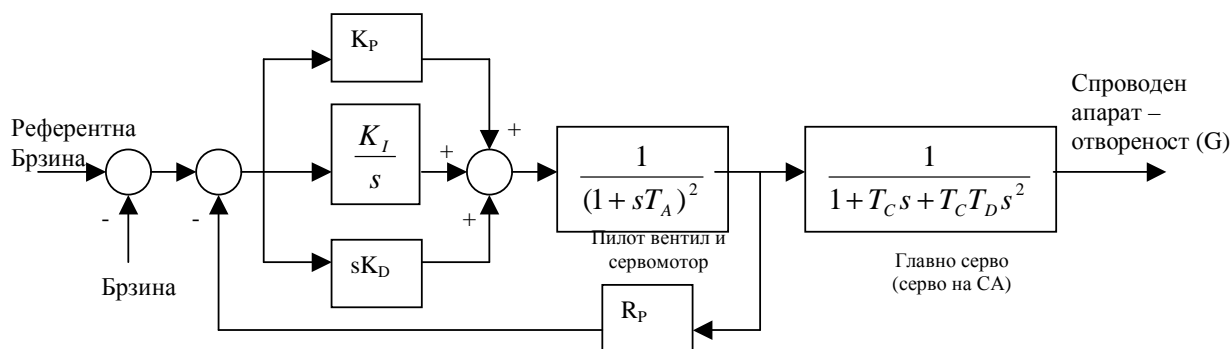 Референтна
Брзина
-
Брзина
-
K_P
K_I / s
sK_D
+
+
+
1 / (1 + sT_A)^2
Пилот вентил и
сервомотор
R_P
1 / (1 + T_C s + T_C T_D s^2)
Главно серво
(серво на СА)
Спроводен
апарат –
отвореност (G)